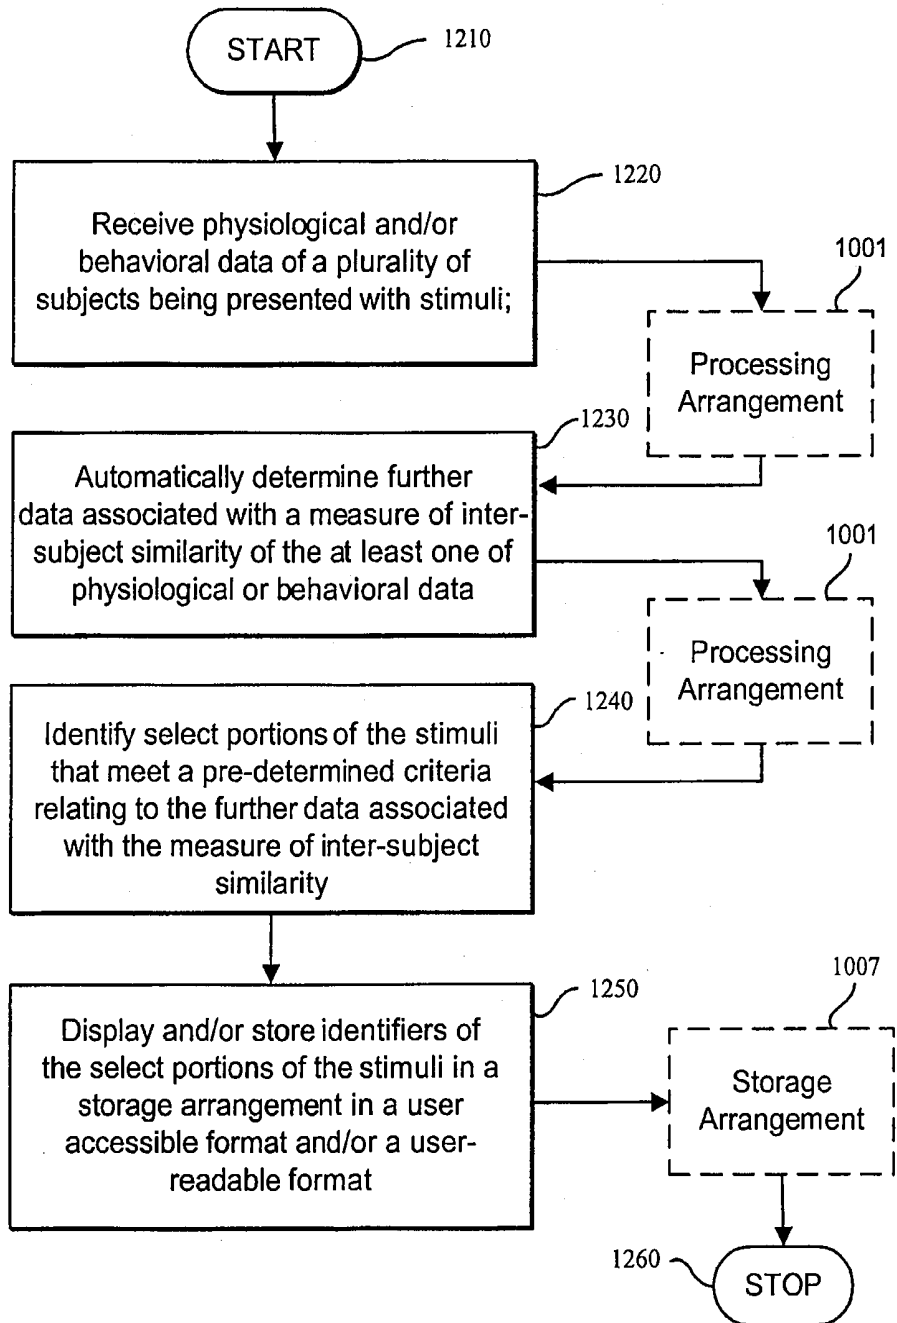 START
1210
1220
Receive physiological and/or
behavioral data of a plurality of
subjects being presented with stimuli;
1001
Processing
Arrangement
1230
Automatically determine further
data associated with a measure of inter-
subject similarity of the at least one of
physiological or behavioral data
1001
Processing
Arrangement
1240
Identify select portions of the stimuli
that meet a pre-determined criteria
relating to the further data associated
with the measure of inter-subject
similarity
1250
Display and/or store identifiers of
the select portions of the stimuli in a
storage arrangement in a user
accessible format and/or a user-
readable format
1007
Storage
Arrangement
1260
STOP